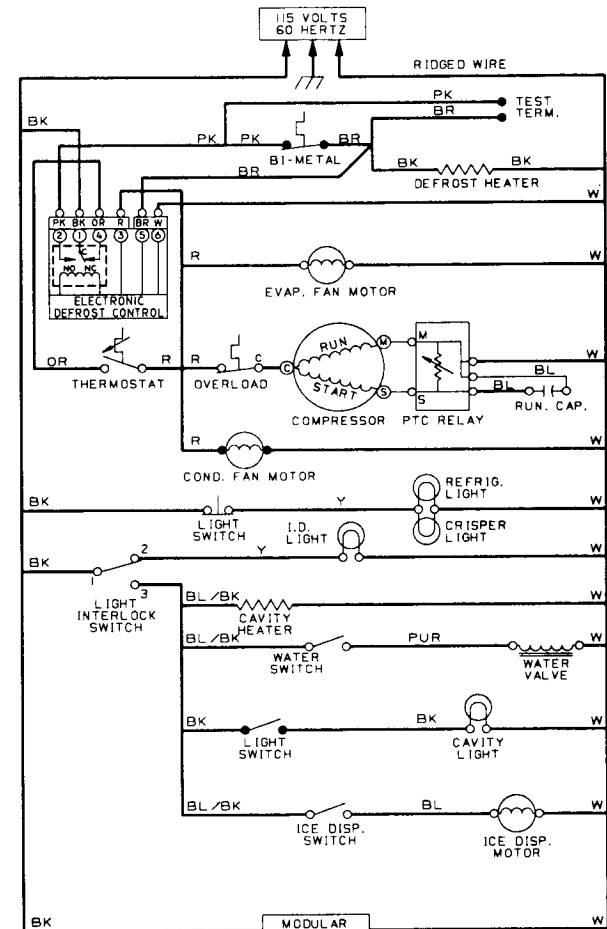 115 VOLTS
60 HERTZ
RIDGED WIRE
PK
TEST
TERM.
BR
BK
PK PK BR
BI-METAL
BR
BK BK
DEFROST HEATER
W
PK BK OR R BR W
2 1 4 3 5 6
C
NO NC
ELECTRONIC
DEFROST CONTROL
R W
EVAP. FAN MOTOR
OR R R C C RUN M M W
START S S BL BL
THERMOSTAT OVERLOAD
COMPRESSOR PTC RELAY
RUN. CAP.
R W
COND. FAN MOTOR
BK Y W
REFRIG.
LIGHT
LIGHT
SWITCH
CRISPER
LIGHT
I.D.
LIGHT
BK 2 Y W
1 3
LIGHT
INTERLOCK
SWITCH
BL/BK W
CAVITY
HEATER
BL/BK PUR W
WATER
SWITCH
WATER
VALVE
BK BK W
LIGHT
SWITCH
CAVITY
LIGHT
BL/BK BL W
ICE DISP.
SWITCH
ICE DISP.
MOTOR
BK MODULAR W